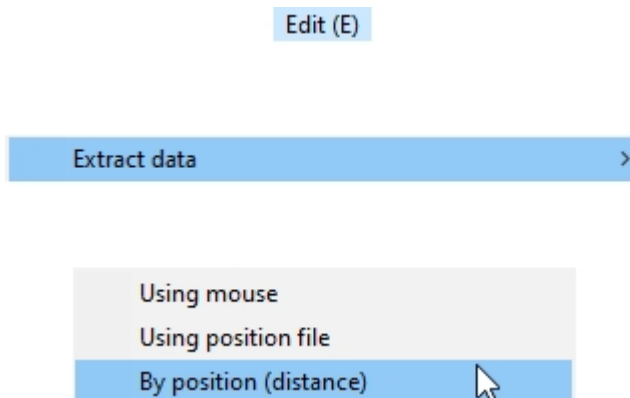 Edit (E)
Extract data
Using mouse
Using position file
By position (distance)